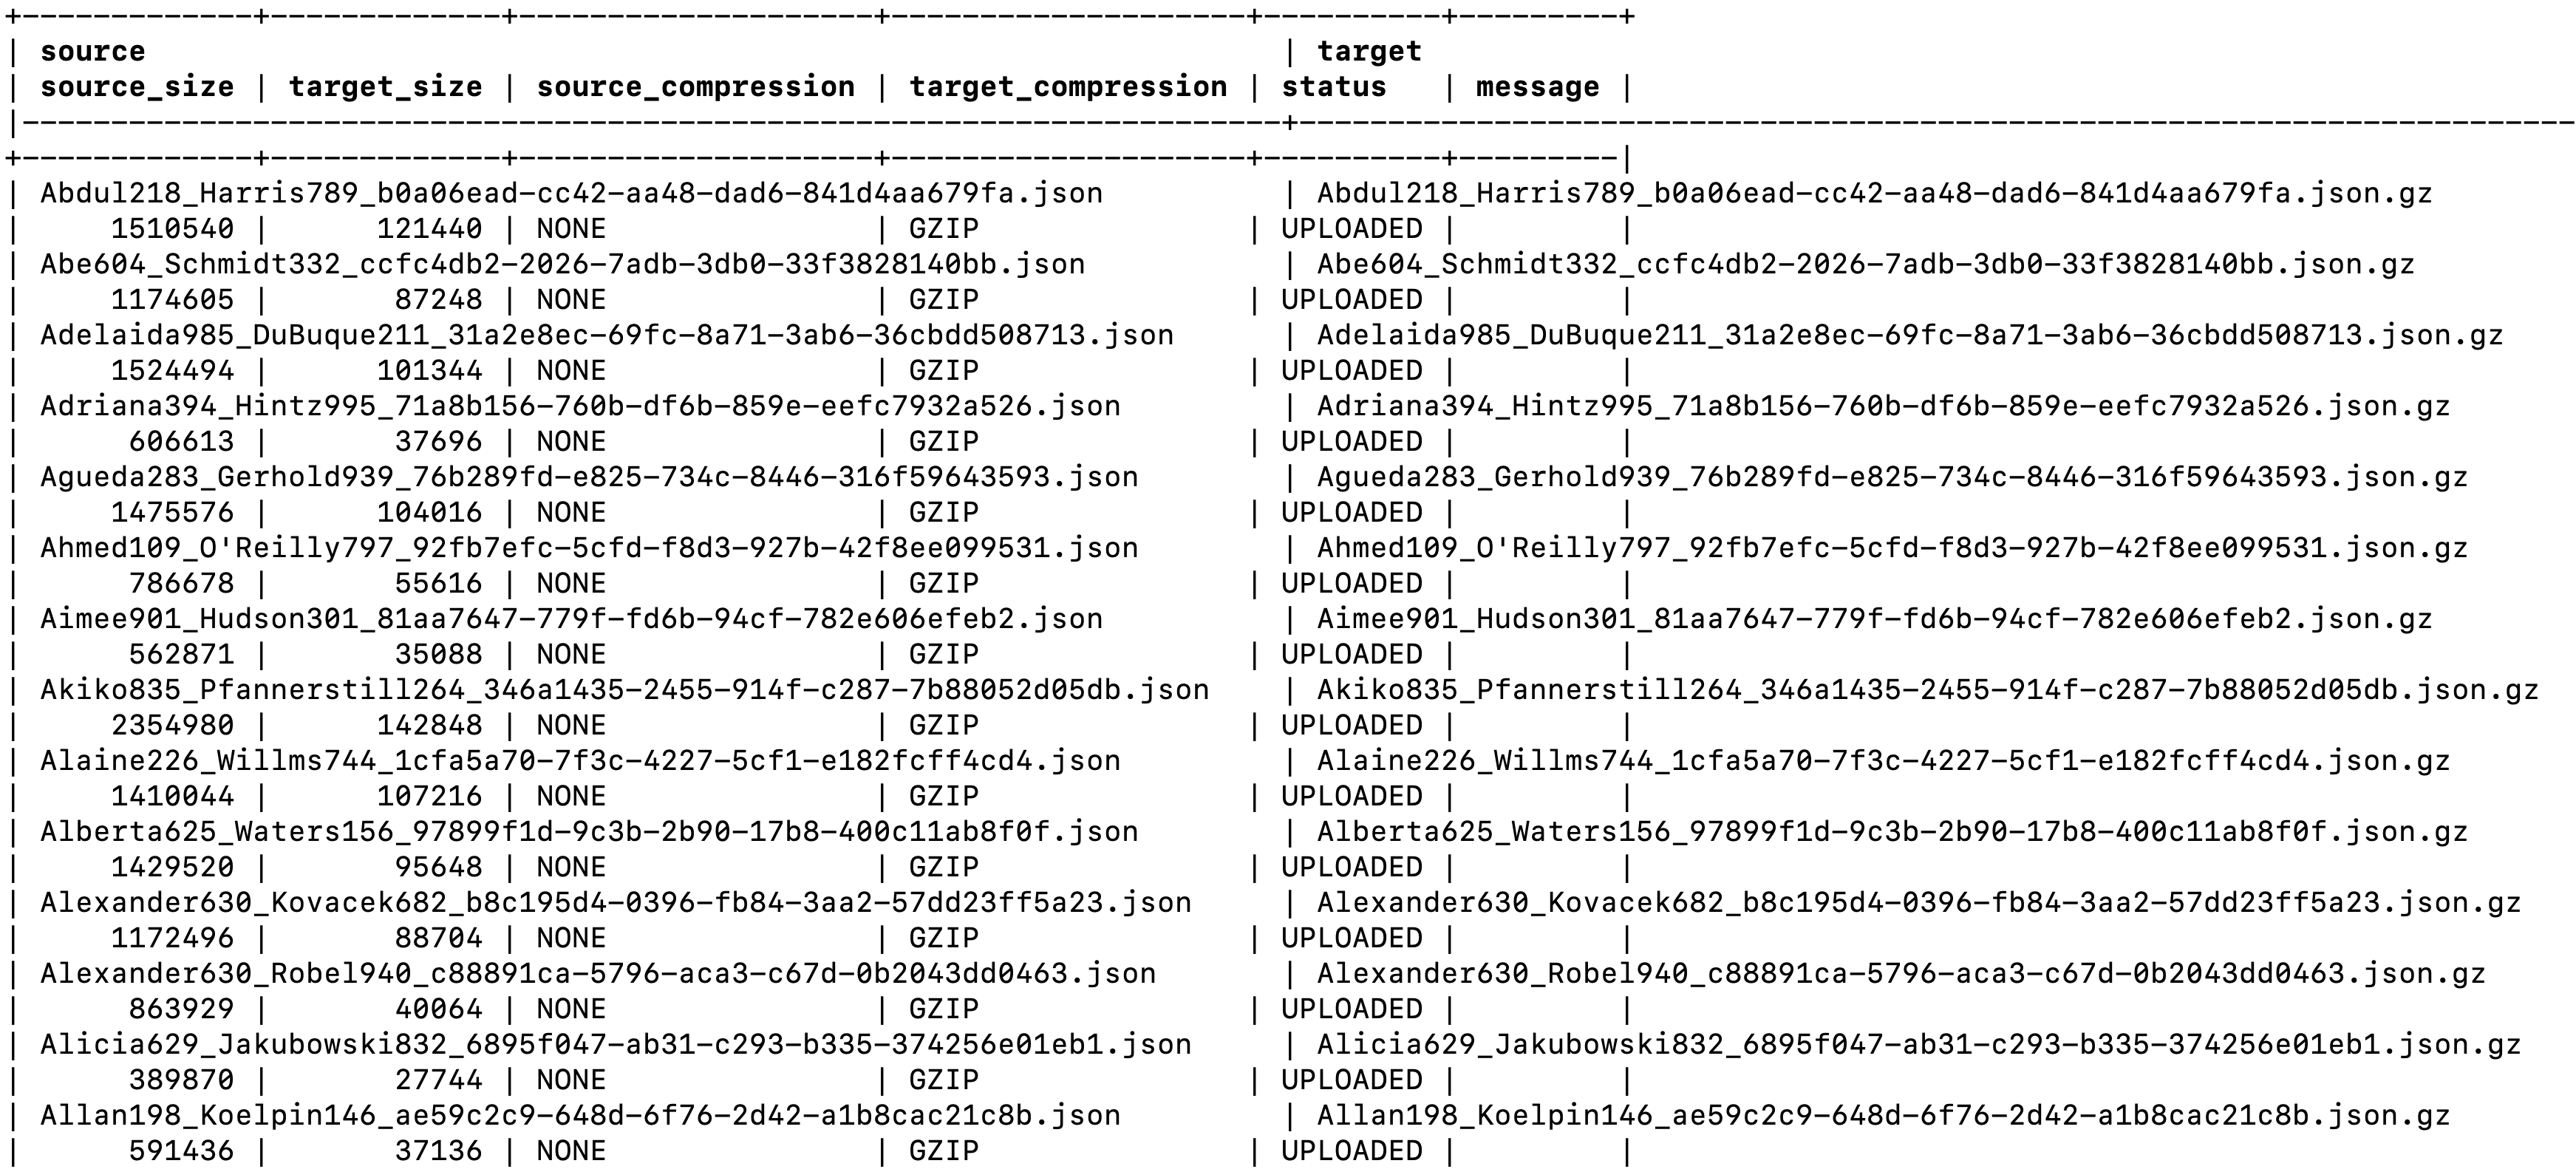 +-------------+-------------+--------------------+--------------------+----------+---------+
| source                                                                | target
| source_size | target_size | source_compression | target_compression | status   | message |
|-----------------------------------------------------------------------+------------------------------------------------------------------------
+-------------+-------------+--------------------+--------------------+----------+---------|
| Abdul218_Harris789_b0a06ead-cc42-aa48-dad6-841d4aa679fa.json          | Abdul218_Harris789_b0a06ead-cc42-aa48-dad6-841d4aa679fa.json.gz
|     1510540 |      121440 | NONE               | GZIP               | UPLOADED |         |
| Abe604_Schmidt332_ccfc4db2-2026-7adb-3db0-33f3828140bb.json           | Abe604_Schmidt332_ccfc4db2-2026-7adb-3db0-33f3828140bb.json.gz
|     1174605 |       87248 | NONE               | GZIP               | UPLOADED |         |
| Adelaida985_DuBuque211_31a2e8ec-69fc-8a71-3ab6-36cbdd508713.json      | Adelaida985_DuBuque211_31a2e8ec-69fc-8a71-3ab6-36cbdd508713.json.gz
|     1524494 |      101344 | NONE               | GZIP               | UPLOADED |         |
| Adriana394_Hintz995_71a8b156-760b-df6b-859e-eefc7932a526.json         | Adriana394_Hintz995_71a8b156-760b-df6b-859e-eefc7932a526.json.gz
|      606613 |       37696 | NONE               | GZIP               | UPLOADED |         |
| Agueda283_Gerhold939_76b289fd-e825-734c-8446-316f59643593.json        | Agueda283_Gerhold939_76b289fd-e825-734c-8446-316f59643593.json.gz
|     1475576 |      104016 | NONE               | GZIP               | UPLOADED |         |
| Ahmed109_O'Reilly797_92fb7efc-5cfd-f8d3-927b-42f8ee099531.json        | Ahmed109_O'Reilly797_92fb7efc-5cfd-f8d3-927b-42f8ee099531.json.gz
|      786678 |       55616 | NONE               | GZIP               | UPLOADED |         |
| Aimee901_Hudson301_81aa7647-779f-fd6b-94cf-782e606efeb2.json          | Aimee901_Hudson301_81aa7647-779f-fd6b-94cf-782e606efeb2.json.gz
|      562871 |       35088 | NONE               | GZIP               | UPLOADED |         |
| Akiko835_Pfannerstill264_346a1435-2455-914f-c287-7b88052d05db.json    | Akiko835_Pfannerstill264_346a1435-2455-914f-c287-7b88052d05db.json.gz
|     2354980 |      142848 | NONE               | GZIP               | UPLOADED |         |
| Alaine226_Willms744_1cfa5a70-7f3c-4227-5cf1-e182fcff4cd4.json         | Alaine226_Willms744_1cfa5a70-7f3c-4227-5cf1-e182fcff4cd4.json.gz
|     1410044 |      107216 | NONE               | GZIP               | UPLOADED |         |
| Alberta625_Waters156_97899f1d-9c3b-2b90-17b8-400c11ab8f0f.json        | Alberta625_Waters156_97899f1d-9c3b-2b90-17b8-400c11ab8f0f.json.gz
|     1429520 |       95648 | NONE               | GZIP               | UPLOADED |         |
| Alexander630_Kovacek682_b8c195d4-0396-fb84-3aa2-57dd23ff5a23.json     | Alexander630_Kovacek682_b8c195d4-0396-fb84-3aa2-57dd23ff5a23.json.gz
|     1172496 |       88704 | NONE               | GZIP               | UPLOADED |         |
| Alexander630_Robel940_c88891ca-5796-aca3-c67d-0b2043dd0463.json       | Alexander630_Robel940_c88891ca-5796-aca3-c67d-0b2043dd0463.json.gz
|      863929 |       40064 | NONE               | GZIP               | UPLOADED |         |
| Alicia629_Jakubowski832_6895f047-ab31-c293-b335-374256e01eb1.json     | Alicia629_Jakubowski832_6895f047-ab31-c293-b335-374256e01eb1.json.gz
|      389870 |       27744 | NONE               | GZIP               | UPLOADED |         |
| Allan198_Koelpin146_ae59c2c9-648d-6f76-2d42-a1b8cac21c8b.json         | Allan198_Koelpin146_ae59c2c9-648d-6f76-2d42-a1b8cac21c8b.json.gz
|      591436 |       37136 | NONE               | GZIP               | UPLOADED |         |